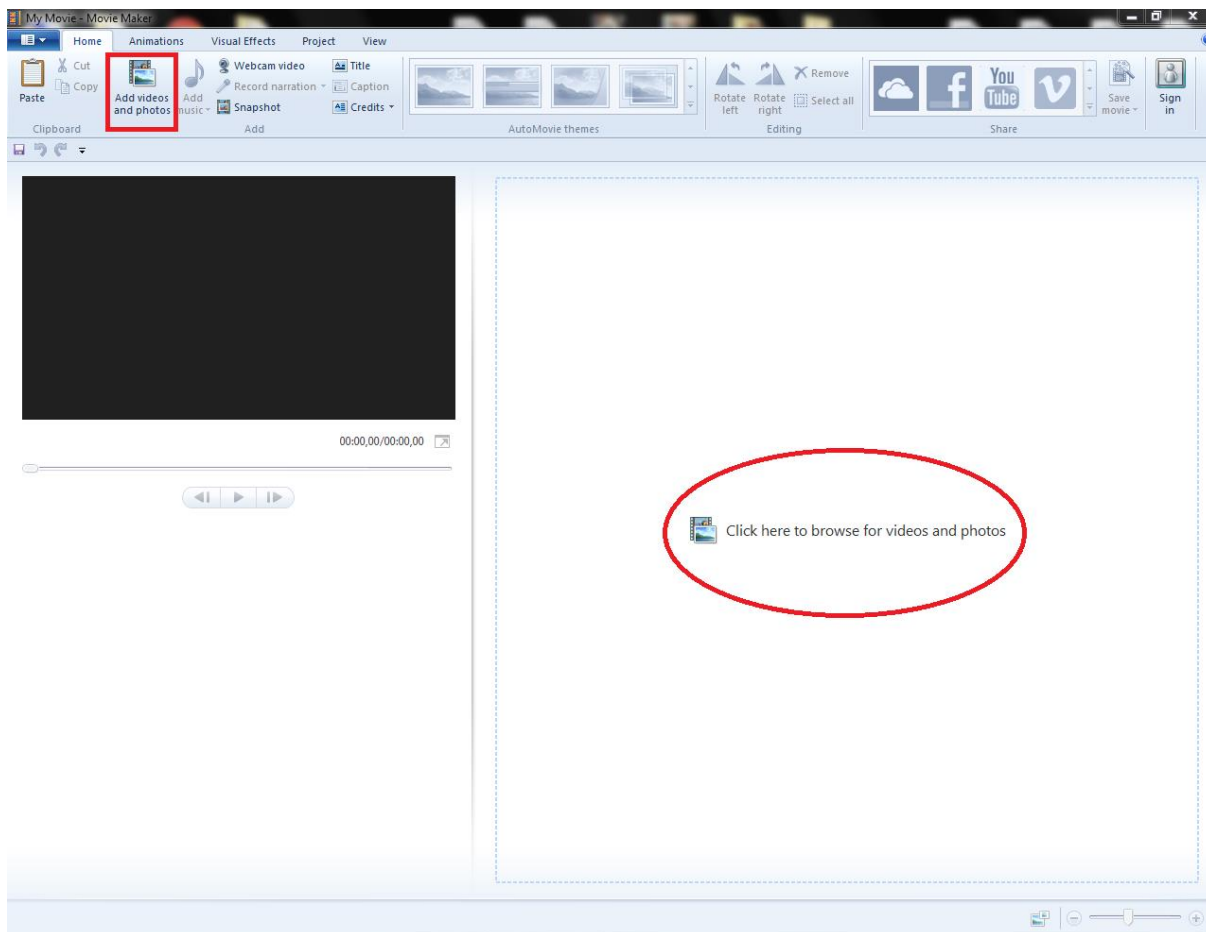 My Movie - Movie Maker
Home Animations Visual Effects Project View
Paste
Cut
Copy
Clipboard
Add videos
and photos
Add
music
Webcam video
Record narration
Snapshot
Title
Caption
Credits
Add
AutoMovie themes
Rotate
left
Rotate
right
Remove
Select all
Editing
You
Tube
Share
Save
movie
Sign
in
00:00,00/00:00,00
Click here to browse for videos and photos